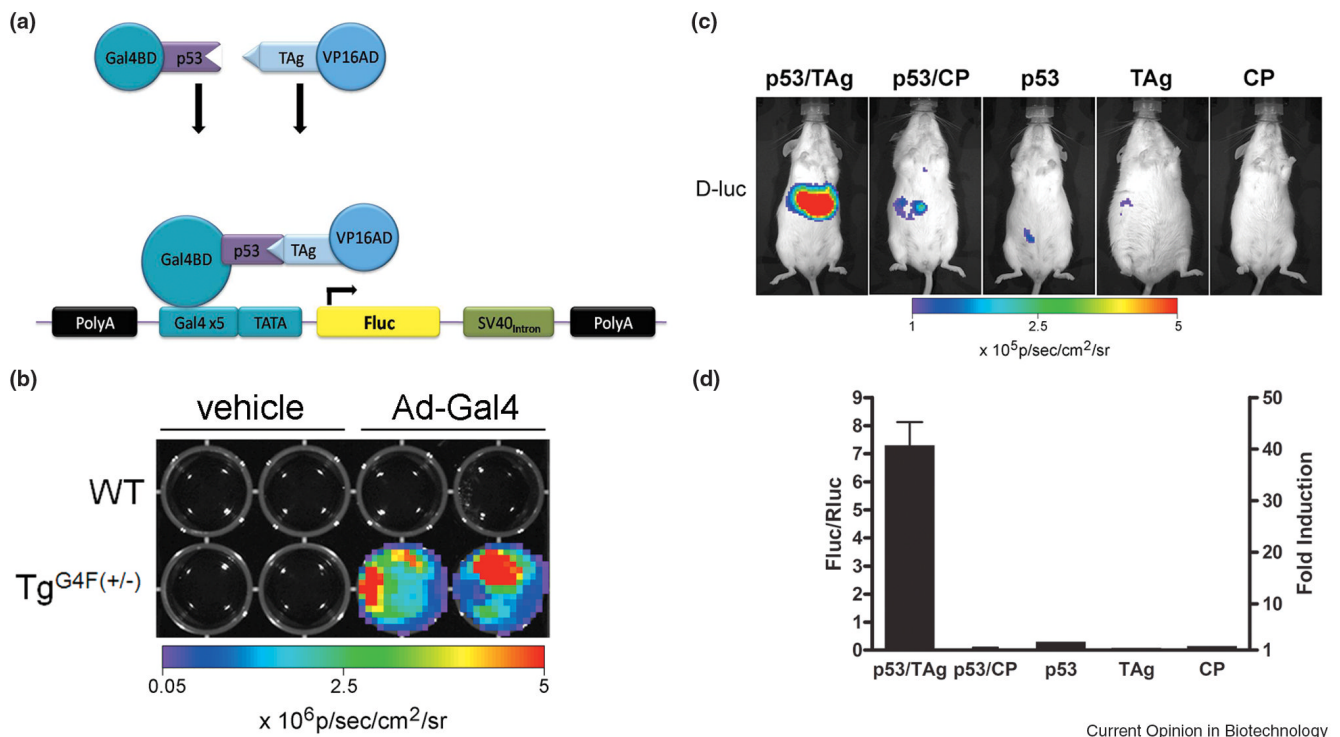 (a)
Gal4BD p53 TAg VP16AD
Gal4BD p53 TAg VP16AD
PolyA Gal4 x5 TATA Fluc SV40Intron PolyA
(b)
vehicle Ad-Gal4
WT
TgG4F(+/-)
0.05 2.5 5
x 106p/sec/cm2/sr
(c)
p53/TAg p53/CP p53 TAg CP
D-luc
1 2.5 5
x 105p/sec/cm2/sr
(d)
Fluc/Rluc
9
8
7
6
5
4
3
2
1
0
50
40
30
20
10
1
Fold Induction
p53/TAg p53/CP p53 TAg CP
Current Opinion in Biotechnology